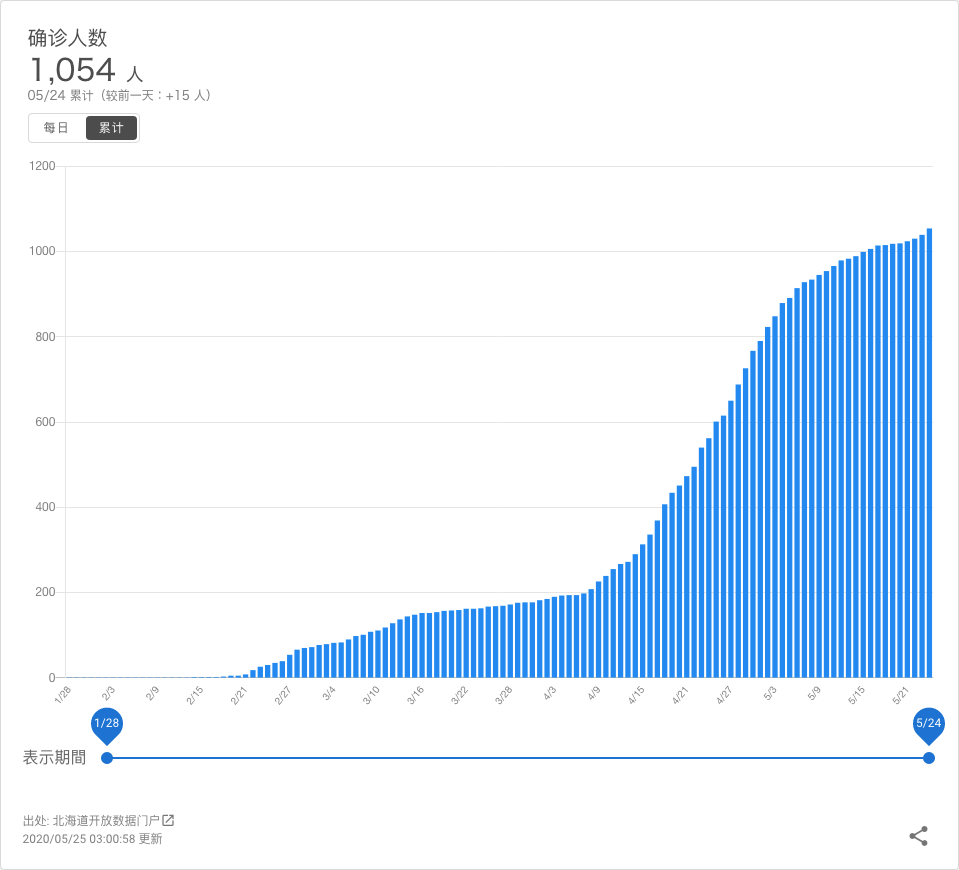 确诊人数
1,054 人
05/24 累计（较前一天：+15 人）
每日 累计
1200
1000
800
600
400
200
0
1/28 2/3 2/9 2/15 2/21 2/27 3/4 3/10 3/16 3/22 3/28 4/3 4/9 4/15 4/21 4/27 5/3 5/9 5/15 5/21
1/28 5/24
表示期間
出处: 北海道开放数据门户
2020/05/25 03:00:58 更新